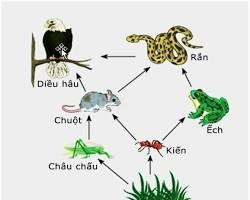 Rắn
Diều hâu
Chuột
Ếch
Kiến
Châu chấu